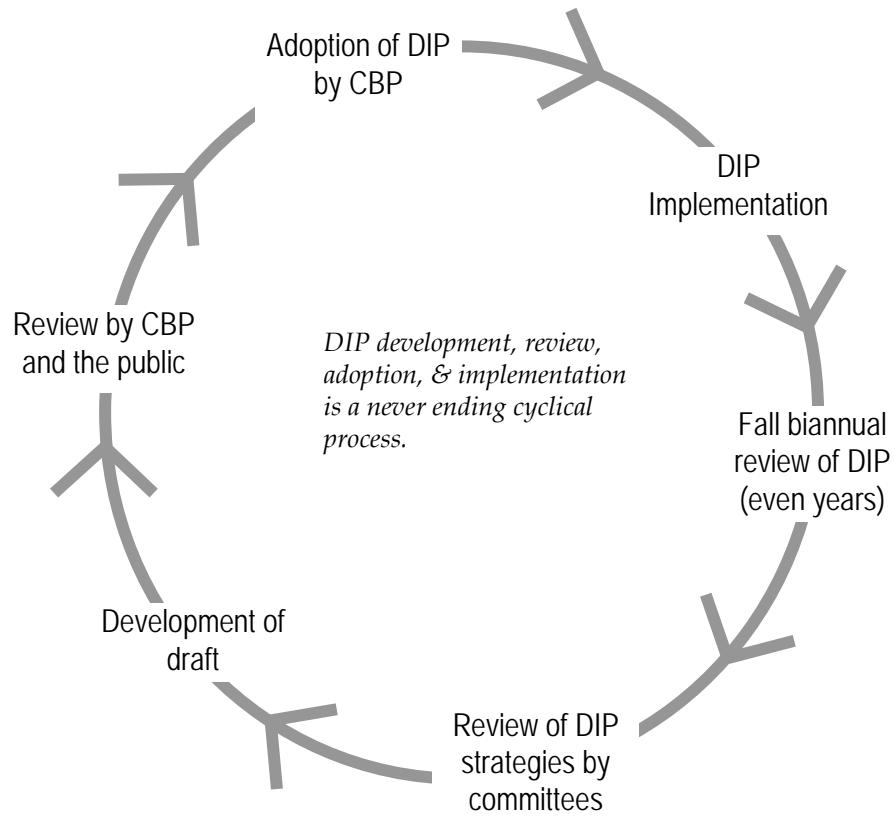 Adoption of DIP
by CBP
DIP
Implementation
Fall biannual
review of DIP
(even years)
Review of DIP
strategies by
committees
Development of
draft
Review by CBP
and the public
DIP development, review,
adoption, & implementation
is a never ending cyclical
process.